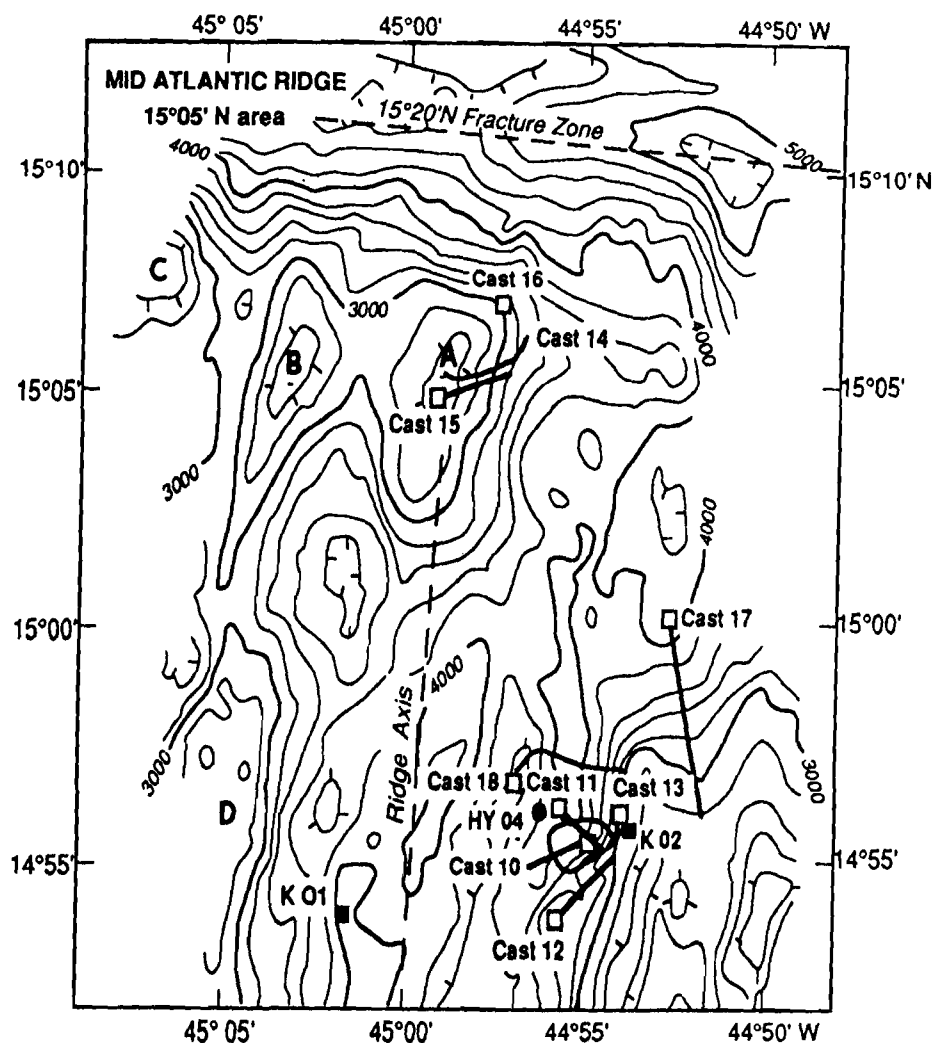 45° 05'
45°00'
44°55'
44°50' W
MID ATLANTIC RIDGE
15°05' N area
15°20'N Fracture Zone
4000
5000
15°10'
15°10' N
C
Cast 16
3000
Cast 14
4000
B
A
15°05'
15°05'
Cast 15
3000
4000
15°00'
Cast 17
15°00'
4000
Ridge Axis
3000
3000
Cast 18
Cast 11
Cast 13
D
HY 04
K 02
14°55'
Cast 10
14°55'
K 01
Cast 12
45° 05'
45°00'
44°55'
44°50' W